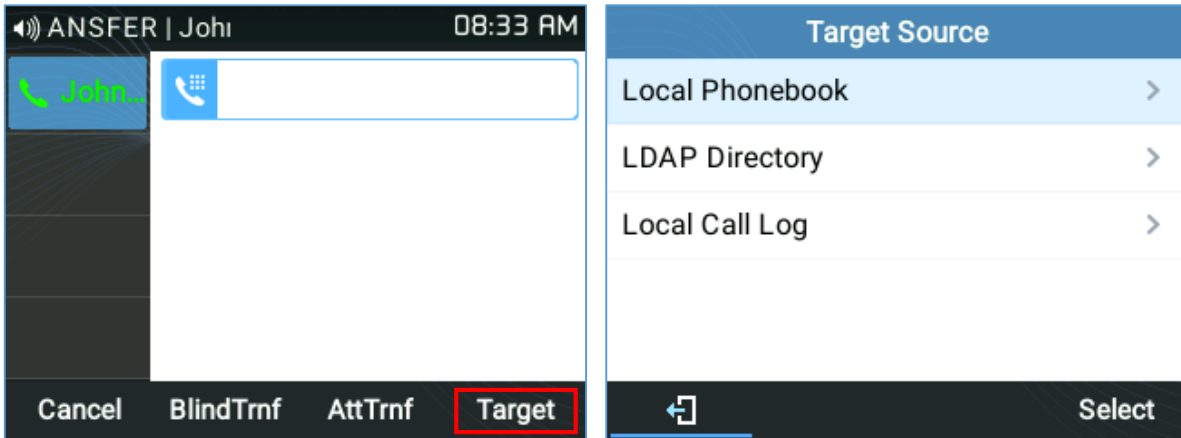 ANSFER | John
08:33 AM
John...
Cancel BlindTrnf AttTrnf Target
Target Source
Local Phonebook
LDAP Directory
Local Call Log
Select